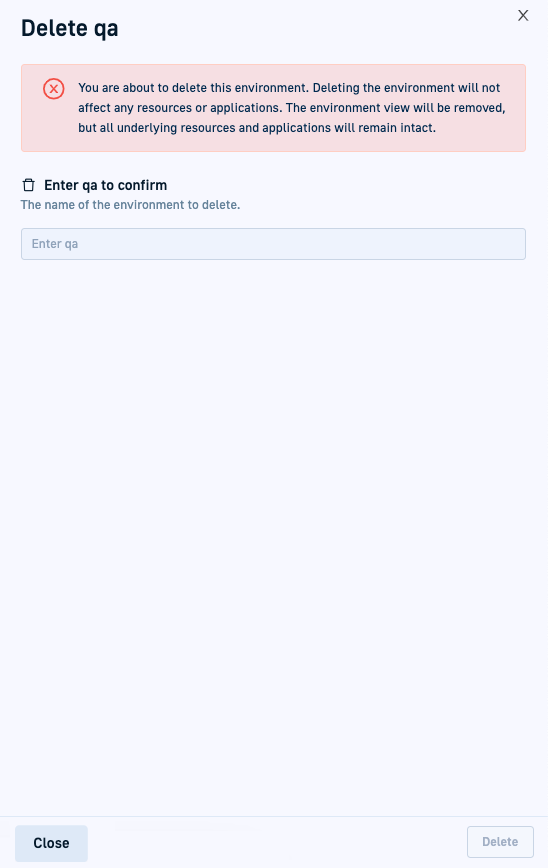 Delete qa
You are about to delete this environment. Deleting the environment will not
affect any resources or applications. The environment view will be removed,
but all underlying resources and applications will remain intact.
Enter qa to confirm
The name of the environment to delete.
Enter qa
Close
Delete